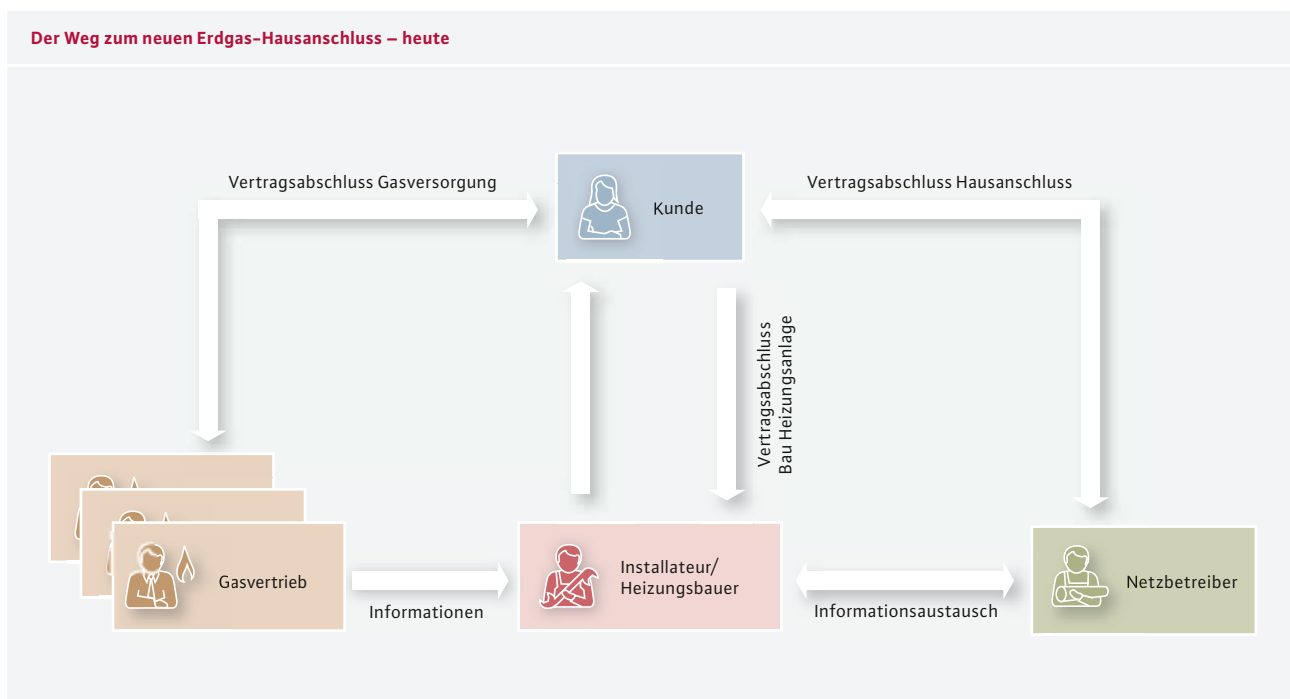 Der Weg zum neuen Erdgas-Hausanschluss – heute
Vertragsabschluss Gasversorgung
Kunde
Vertragsabschluss Hausanschluss
Vertragsabschluss
Bau Heizungsanlage
Gasvertrieb
Informationen
Installateur/
Heizungsbauer
Informationsaustausch
Netzbetreiber